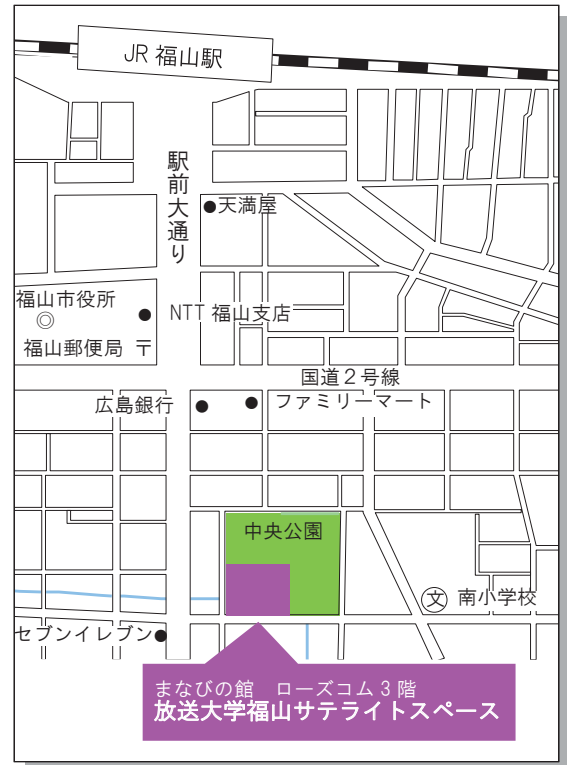 JR 福山駅
駅前大通り
天満屋
福山市役所
NTT 福山支店
福山郵便局 〒
国道２号線
広島銀行
ファミリーマート
中央公園
文 南小学校
セブンイレブン
まなびの館　ローズコム 3 階
放送大学福山サテライトスペース